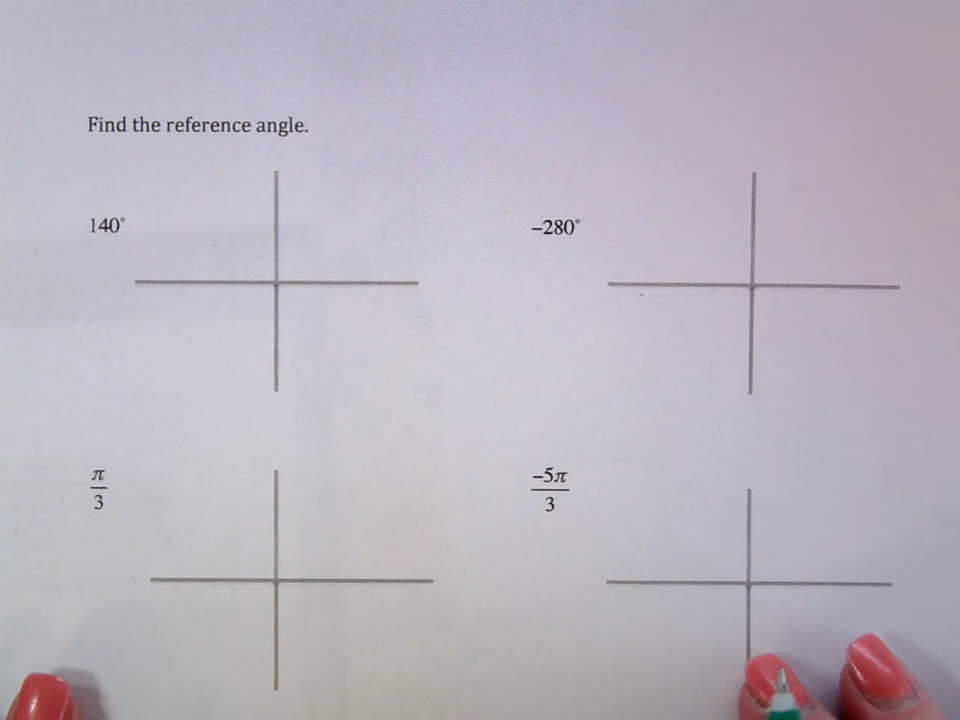 Find the reference angle.
140°
–280°
π/3
–5π/3